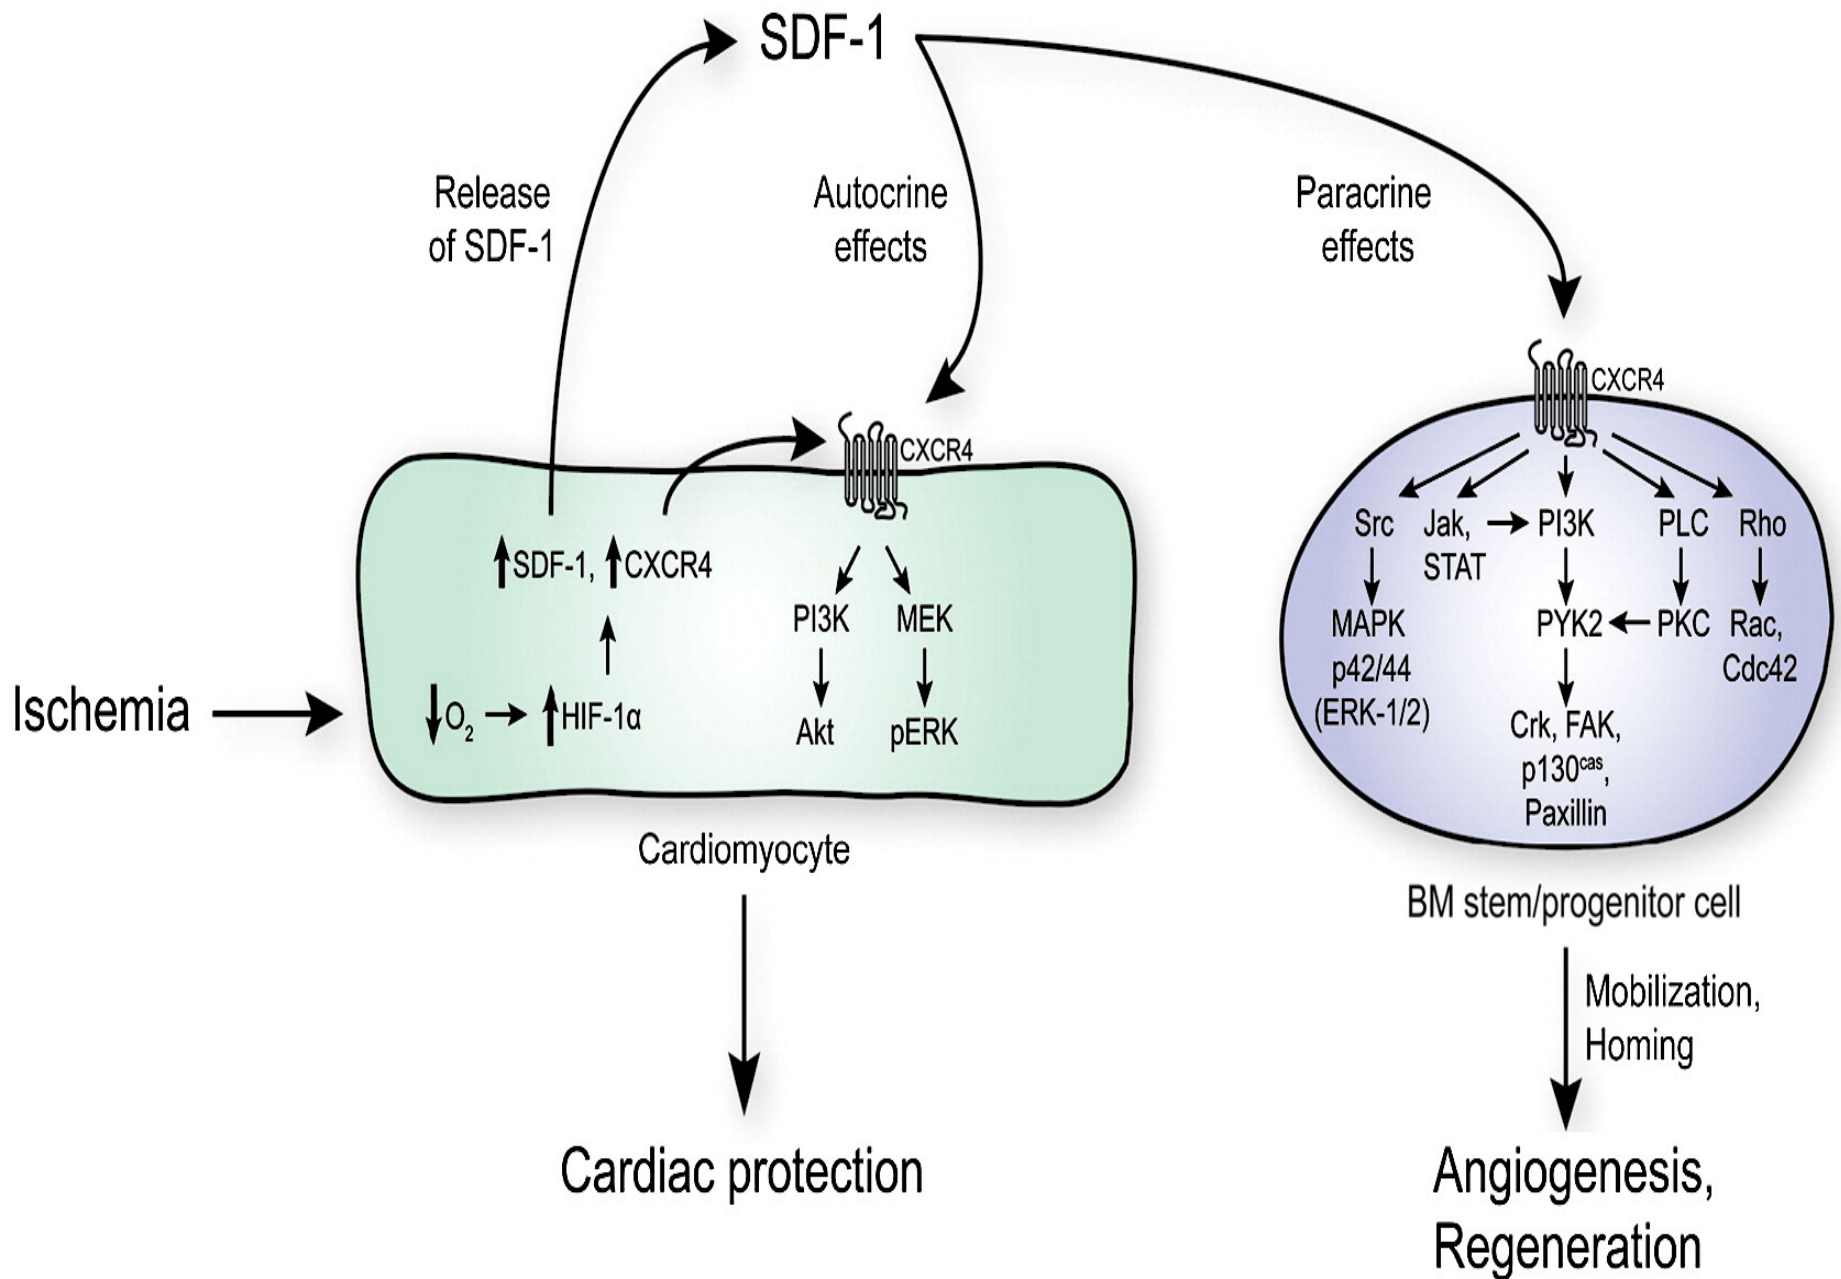 SDF-1
Release
of SDF-1
Autocrine
effects
Paracrine
effects
CXCR4
CXCR4
SDF-1, CXCR4
PI3K MEK
Akt pERK
Ischemia
O₂ HIF-1α
Cardiomyocyte
Cardiac protection
Src Jak, PI3K PLC Rho
STAT
MAPK PYK2 PKC Rac,
p42/44 Cdc42
(ERK-1/2) Crk, FAK,
p130ᶜᵃˢ,
Paxillin
BM stem/progenitor cell
Mobilization,
Homing
Angiogenesis,
Regeneration